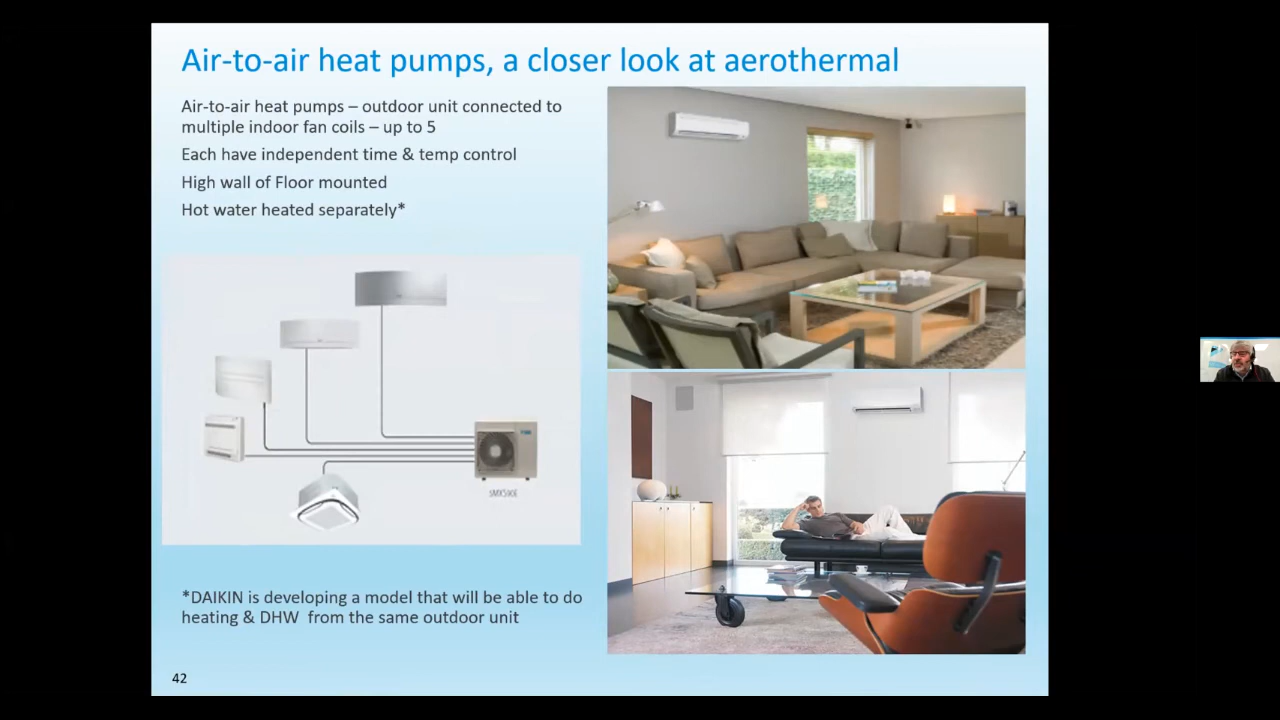 Air-to-air heat pumps, a closer look at aerothermal
Air-to-air heat pumps – outdoor unit connected to
multiple indoor fan coils – up to 5
Each have independent time & temp control
High wall of Floor mounted
Hot water heated separately*
*DAIKIN is developing a model that will be able to do
heating & DHW from the same outdoor unit
42